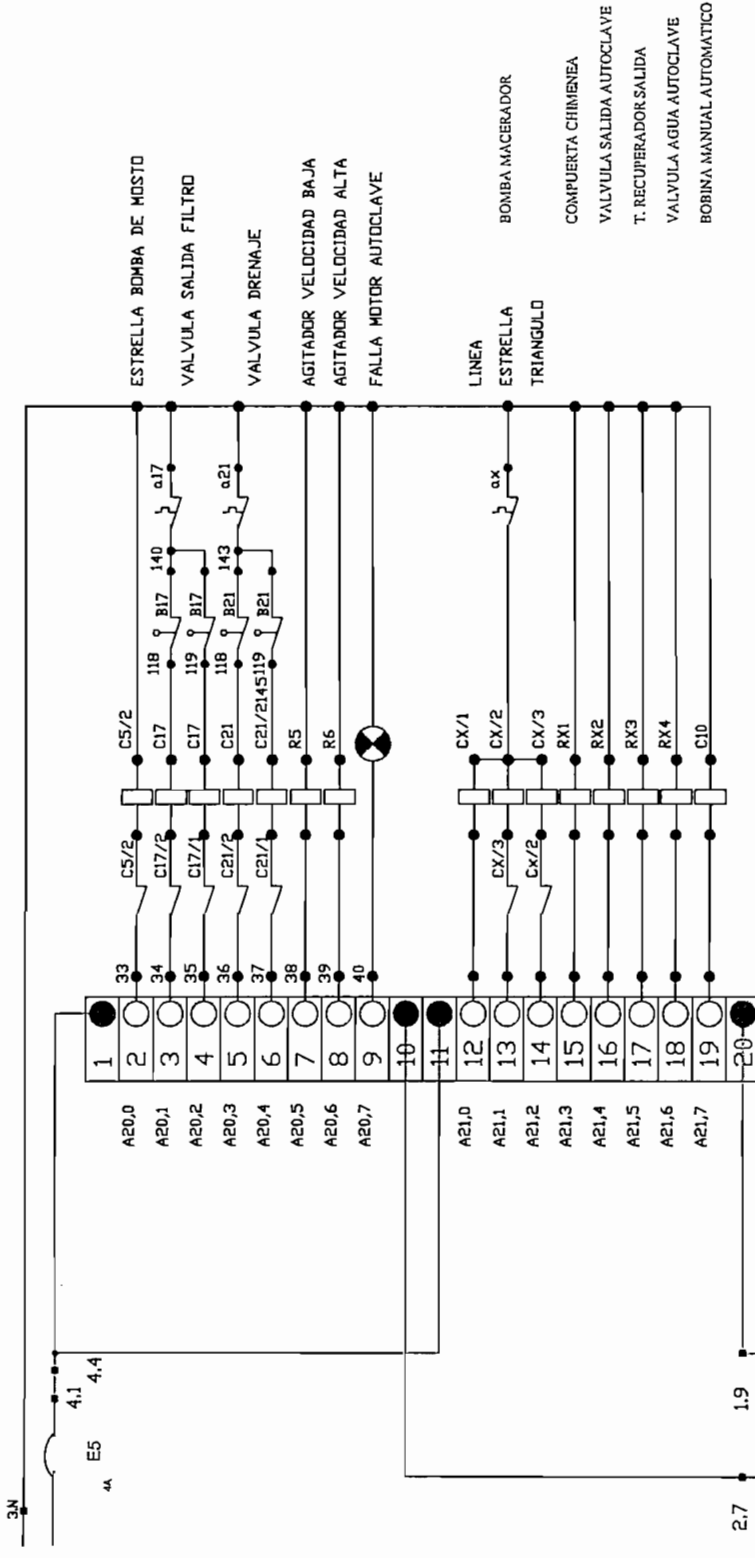 3.N
E5
4A
4.1
4.4
1
A20,0 2 33 C5/2 C5/2 ESTRELLA BOMBA DE MOSTO
A20,1 3 34 C17/2 C17 118 B17 140 a17 VALVULA SALIDA FILTRO
A20,2 4 35 C17/1 C17 119 B17
A20,3 5 36 C21/2 C21 118 B21 143 a21 VALVULA DRENAJE
A20,4 6 37 C21/1 C21/2145119 B21
A20,5 7 38 R5 AGITADOR VELOCIDAD BAJA
A20,6 8 39 R6 AGITADOR VELOCIDAD ALTA
A20,7 9 40 FALLA MOTOR AUTOCLAVE
10
11
A21,0 12 CX/1 LINEA
A21,1 13 CX/3 CX/2 ax ESTRELLA BOMBA MACERADOR
A21,2 14 Cx/2 CX/3 TRIANGULO
A21,3 15 RX1 COMPUERTA CHIMENEA
A21,4 16 RX2 VALVULA SALIDA AUTOCLAVE
A21,5 17 RX3 T. RECUPERADOR SALIDA
A21,6 18 RX4 VALVULA AGUA AUTOCLAVE
A21,7 19 C10 BOBINA MANUAL AUTOMATICO
2.7 1.9 20